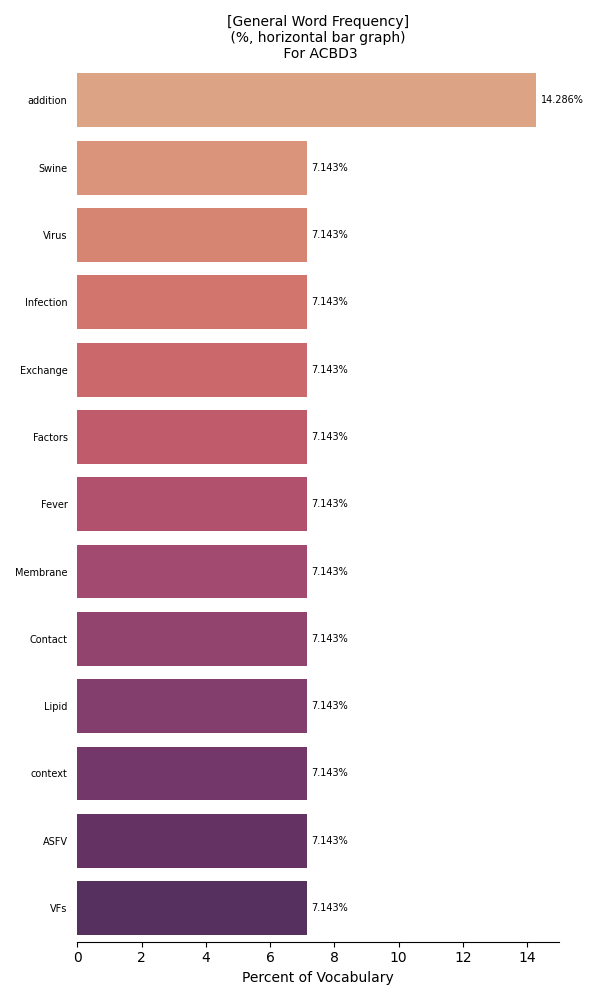 [General Word Frequency]
(%, horizontal bar graph)
For ACBD3
addition 14.286%
Swine 7.143%
Virus 7.143%
Infection 7.143%
Exchange 7.143%
Factors 7.143%
Fever 7.143%
Membrane 7.143%
Contact 7.143%
Lipid 7.143%
context 7.143%
ASFV 7.143%
VFs 7.143%
0 2 4 6 8 10 12 14
Percent of Vocabulary